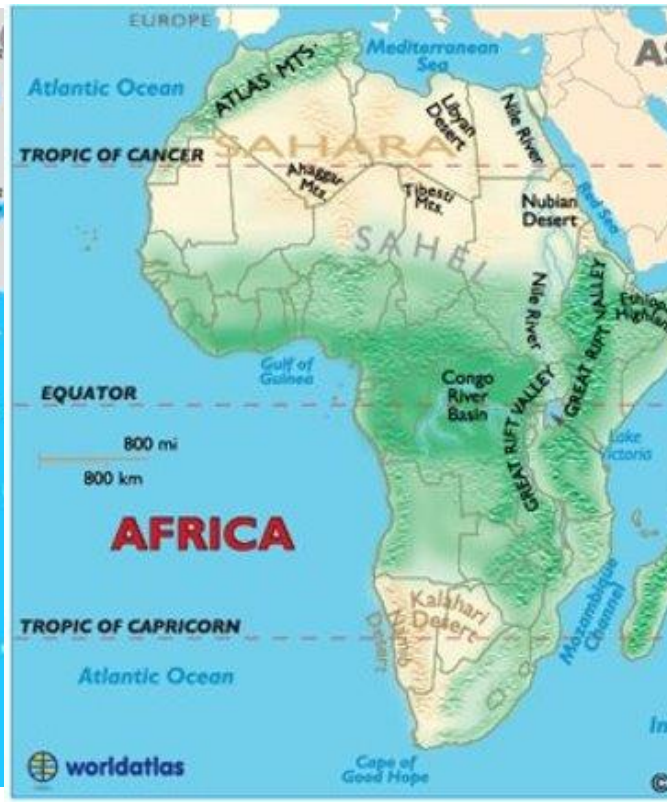 EUROPE
Mediterranean
Sea
Atlantic Ocean
ATLAS MTS.
Libyan
Desert
Nile River
SAHARA
TROPIC OF CANCER
Ahaggar
Mts.
Tibesti
Mts.
Nubian
Desert
Red Sea
SAHEL
Nile River
GREAT RIFT VALLEY
Gulf of
Guinea
EQUATOR
Congo
River
Basin
GREAT RIFT VALLEY
Lake
800 mi
800 km
AFRICA
Kalahari
Desert
Namib
Desert
Mozambique
Channel
TROPIC OF CAPRICORN
Atlantic Ocean
worldatlas
Cape of
Good Hope
©